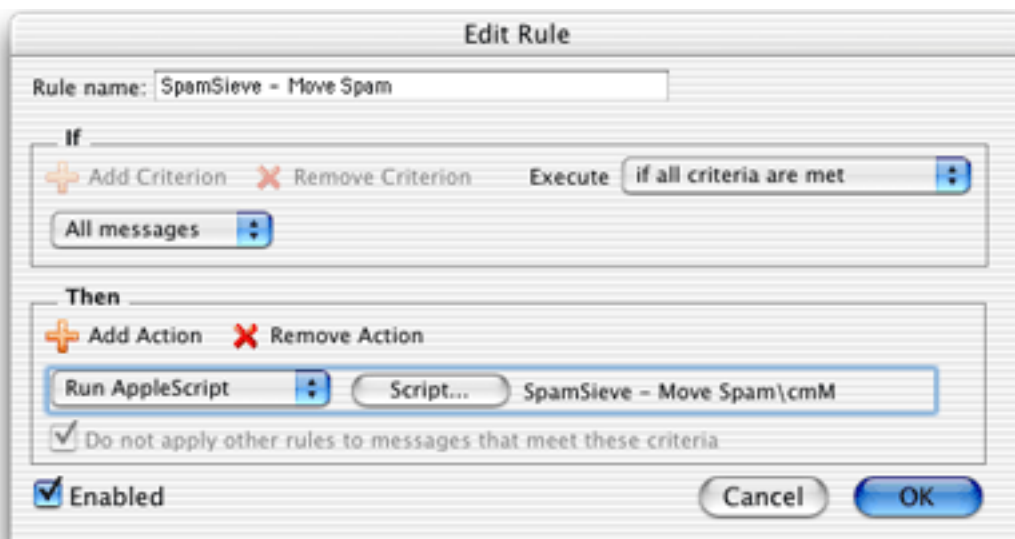 Edit Rule
Rule name: SpamSieve - Move Spam
If
Add Criterion Remove Criterion Execute if all criteria are met
All messages
Then
Add Action Remove Action
Run AppleScript Script... SpamSieve - Move Spam\cmM
Do not apply other rules to messages that meet these criteria
Enabled Cancel OK